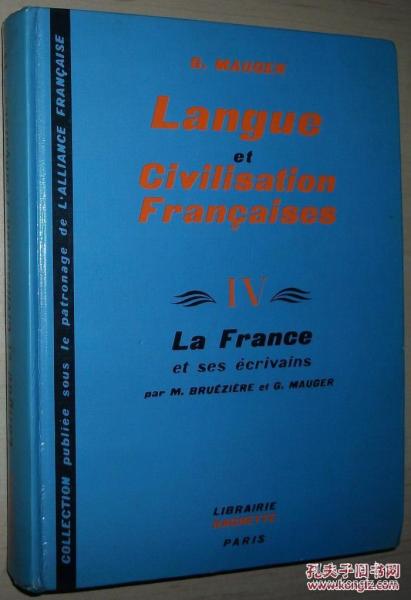 G. MAUGER
Langue
et
Civilisation
Françaises
IV
La France
et ses écrivains
par M. BRUÉZIÈRE et G. MAUGER
LIBRAIRIE
HACHETTE
PARIS
COLLECTION publiée sous le patronage de L'ALLIANCE FRANÇAISE
孔夫子旧书网
www.kongfz.com